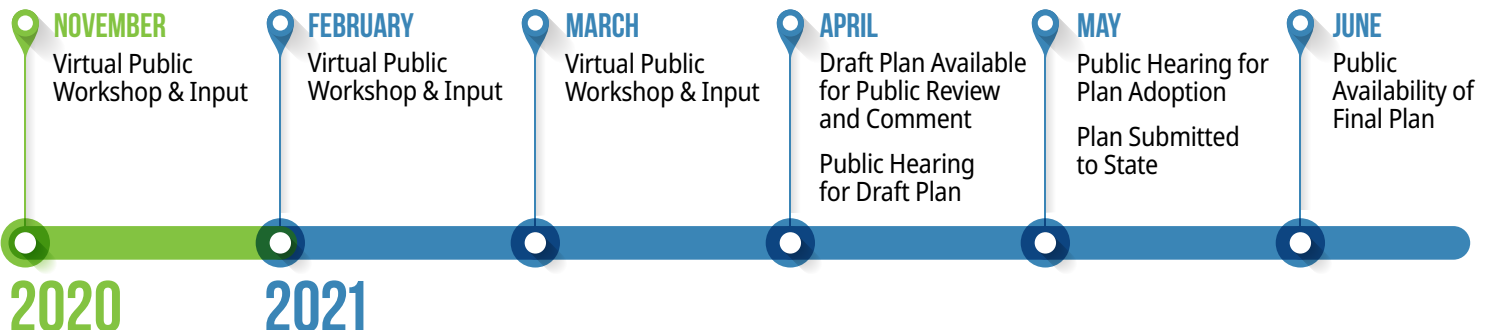 NOVEMBER
Virtual Public
Workshop & Input
FEBRUARY
Virtual Public
Workshop & Input
MARCH
Virtual Public
Workshop & Input
APRIL
Draft Plan Available
for Public Review
and Comment
Public Hearing
for Draft Plan
MAY
Public Hearing for
Plan Adoption
Plan Submitted
to State
JUNE
Public
Availability of
Final Plan
2020
2021